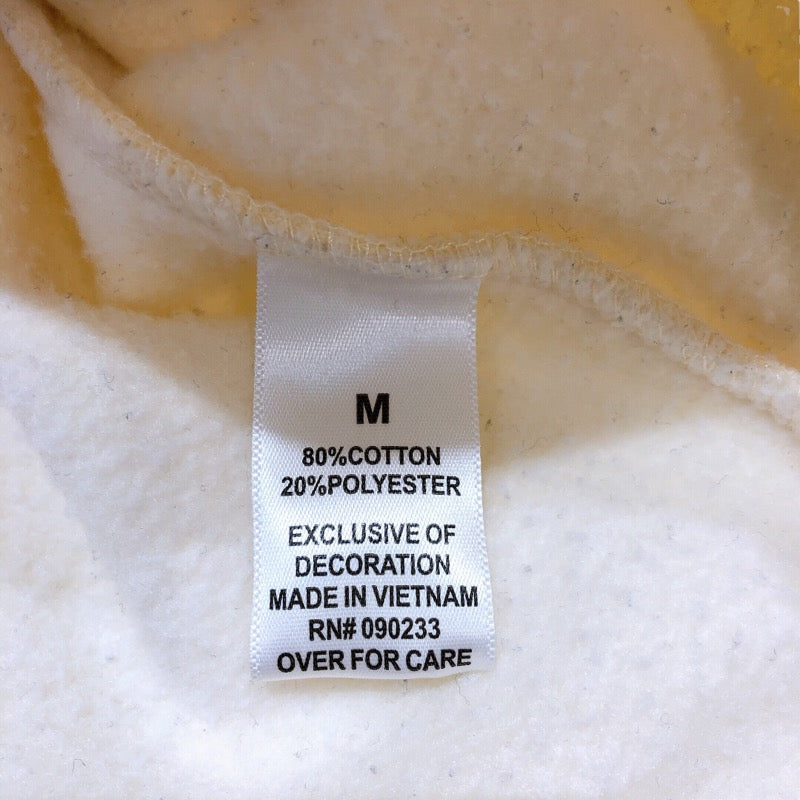 M
80%COTTON
20%POLYESTER
EXCLUSIVE OF
DECORATION
MADE IN VIETNAM
RN# 090233
OVER FOR CARE